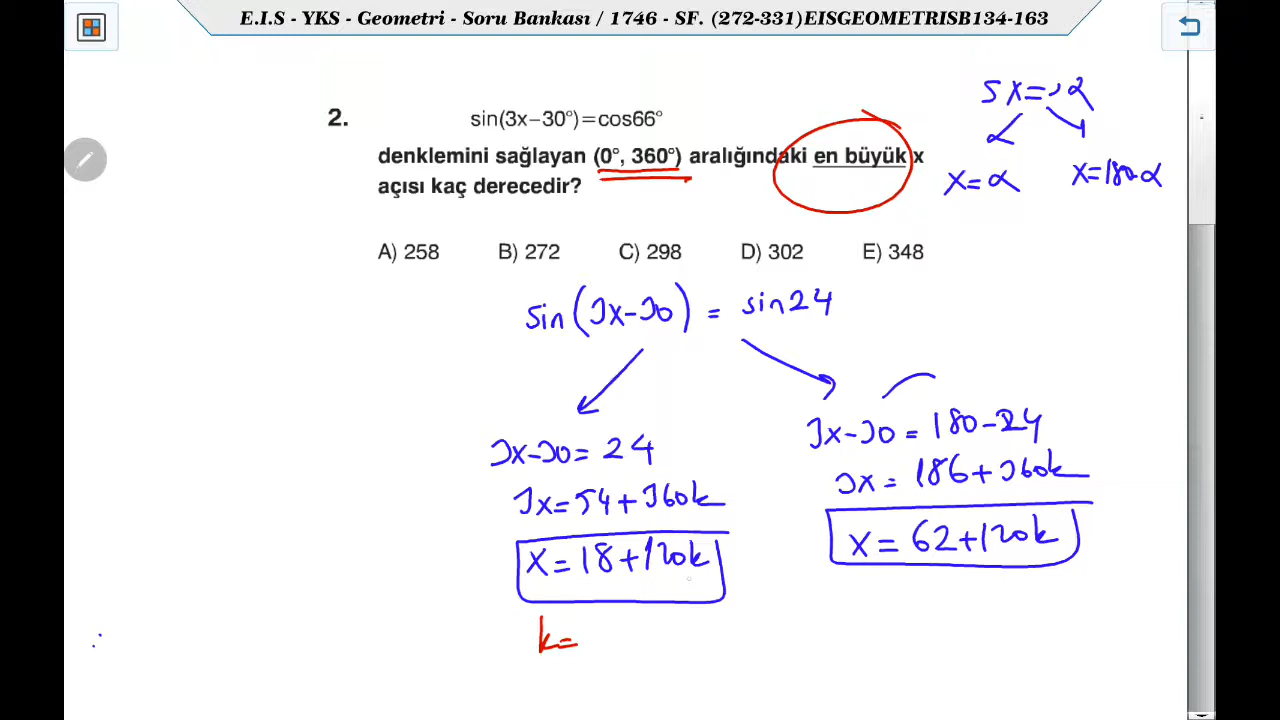 E.I.S - YKS - Geometri - Soru Bankası / 1746 - SF. (272-331)EISGEOMETRISB134-163
2.
sin(3x−30°)=cos66°
denklemini sağlayan (0°, 360°) aralığındaki en büyük x
açısı kaç derecedir?
A) 258 B) 272 C) 298 D) 302 E) 348
α
x=α x=180-α
sin(3x-30) = sin24
3x-30= 24
3x=54+360k
x=18+120k
3x-30=180-24
3x=186+360k
x=62+120k
k=